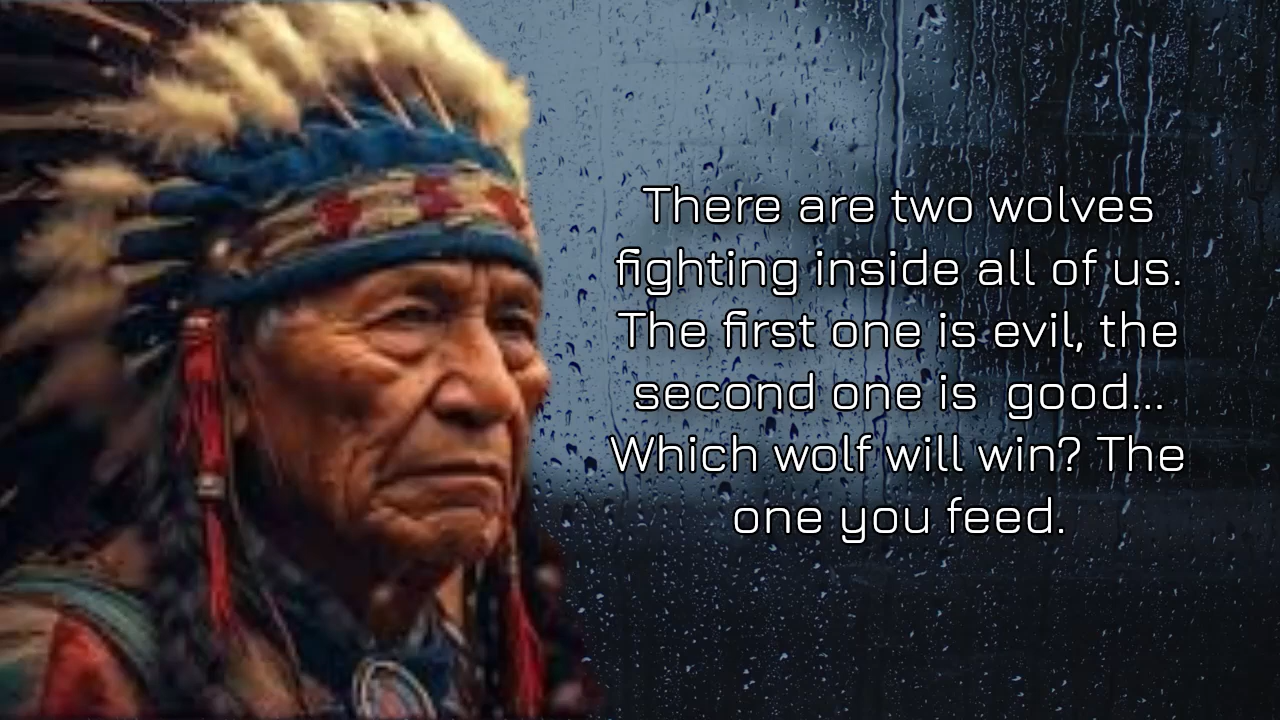 There are two wolves
fighting inside all of us.
The first one is evil, the
second one is  good...
Which wolf will win? The
one you feed.